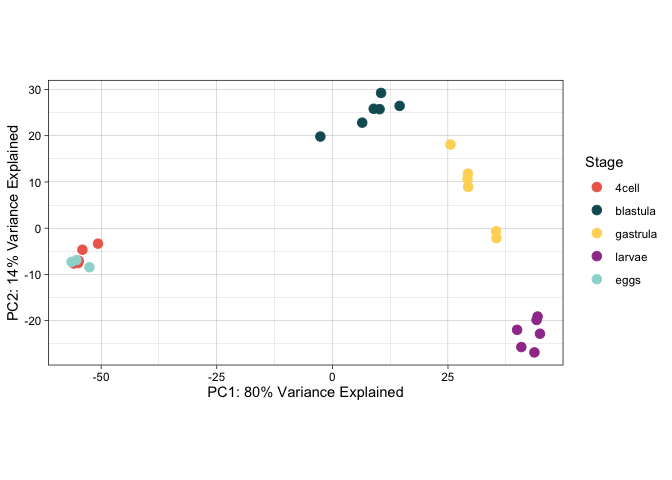 30
20
10
0
-10
-20
-50
-25
0
25
PC1: 80% Variance Explained
PC2: 14% Variance Explained
Stage
4cell
blastula
gastrula
larvae
eggs